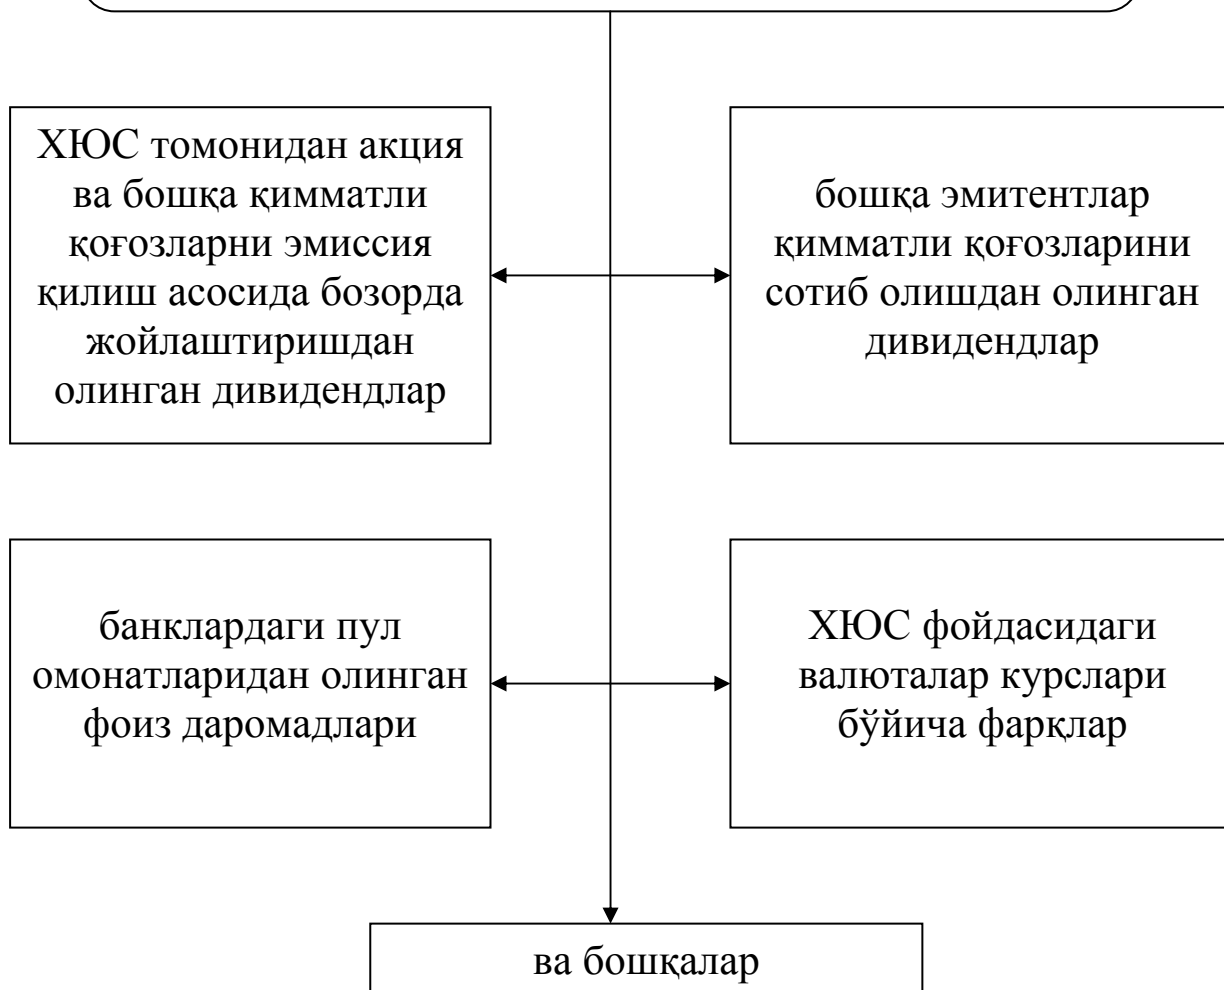 ХЮС томонидан акция
ва бошқа қимматли
қоғозларни эмиссия
қилиш асосида бозорда
жойлаштиришдан
олинган дивидендлар
бошқа эмитентлар
қимматли қоғозларини
сотиб олишдан олинган
дивидендлар
банклардаги пул
омонатларидан олинган
фоиз даромадлари
ХЮС фойдасидаги
валюталар курслари
бўйича фарқлар
ва бошқалар